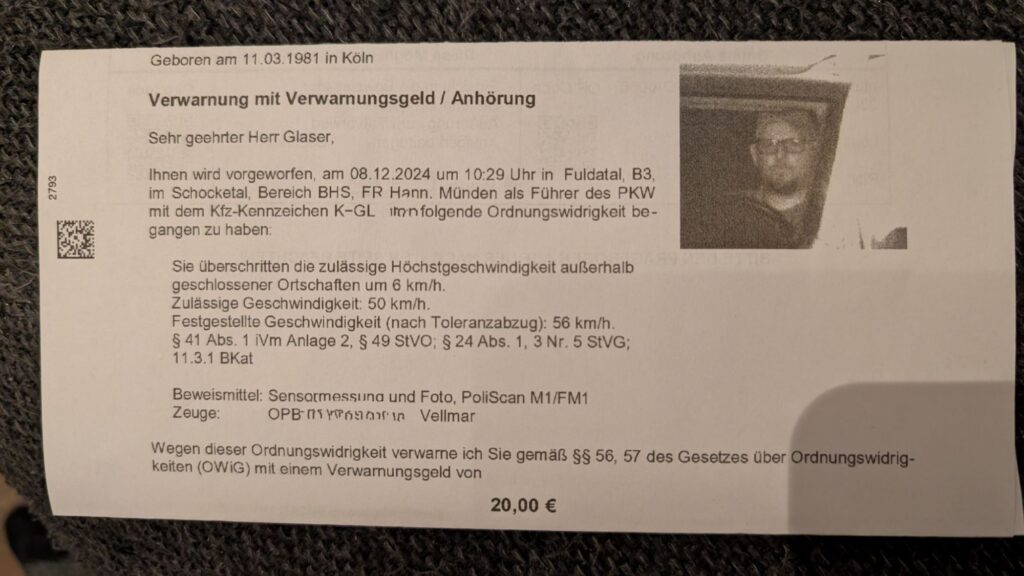 Geboren am 11.03.1981 in Köln
Verwarnung mit Verwarnungsgeld / Anhörung
Sehr geehrter Herr Glaser,
Ihnen wird vorgeworfen, am 08.12.2024 um 10:29 Uhr in Fuldatal, B3,
im Schocketal, Bereich BHS, FR Hann. Münden als Führer des PKW
mit dem Kfz-Kennzeichen K-GL folgende Ordnungswidrigkeit be-
gangen zu haben:
2793
Sie überschritten die zulässige Höchstgeschwindigkeit außerhalb
geschlossener Ortschaften um 6 km/h.
Zulässige Geschwindigkeit: 50 km/h.
Festgestellte Geschwindigkeit (nach Toleranzabzug): 56 km/h.
§ 41 Abs. 1 iVm Anlage 2, § 49 StVO; § 24 Abs. 1, 3 Nr. 5 StVG;
11.3.1 BKat
Beweismittel: Sensormessung und Foto, PoliScan M1/FM1
Zeuge: OPB Vellmar
Wegen dieser Ordnungswidrigkeit verwarne ich Sie gemäß §§ 56, 57 des Gesetzes über Ordnungswidrig-
keiten (OWiG) mit einem Verwarnungsgeld von
20,00 €